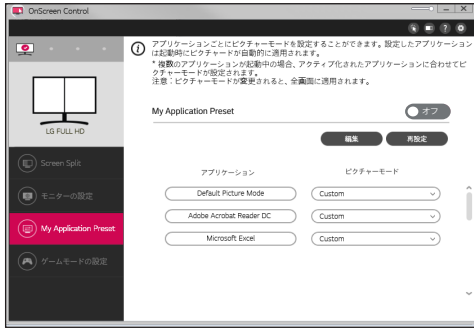 OnScreen Control
アプリケーションごとにピクチャーモードを設定することができます。設定したアプリケーション
は起動時にピクチャードが自動的に適用されます。
* 複数のアプリケーションが起動中の場合、アクティブ化されたアプリケーションに合わせてピ
クチャーモードが設定されます。
注意：ピクチャーモードが変更されると、全画面に適用されます。
LG FULL HD
My Application Preset
オフ
編集
再設定
Screen Split
モニターの設定
My Application Preset
ゲームモードの設定
アプリケーション
ピクチャーモード
Default Picture Mode
Custom
Adobe Acrobat Reader DC
Custom
Microsoft Excel
Custom